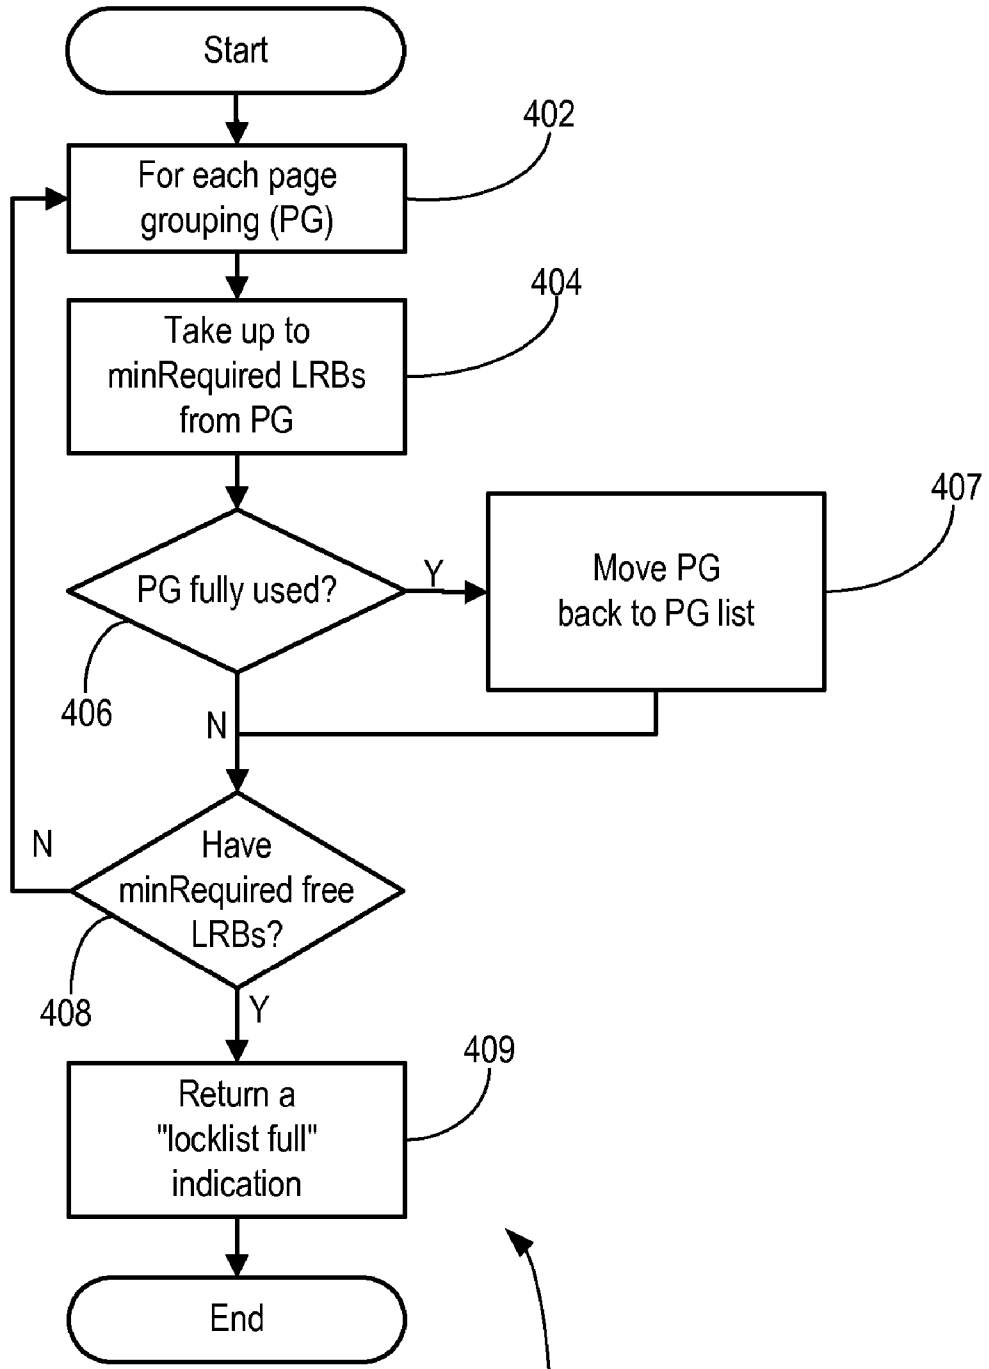 Start
402
For each page
grouping (PG)
404
Take up to
minRequired LRBs
from PG
407
PG fully used?
Y
Move PG
back to PG list
406
N
N
Have
minRequired free
LRBs?
408
Y
409
Return a
"locklist full"
indication
End